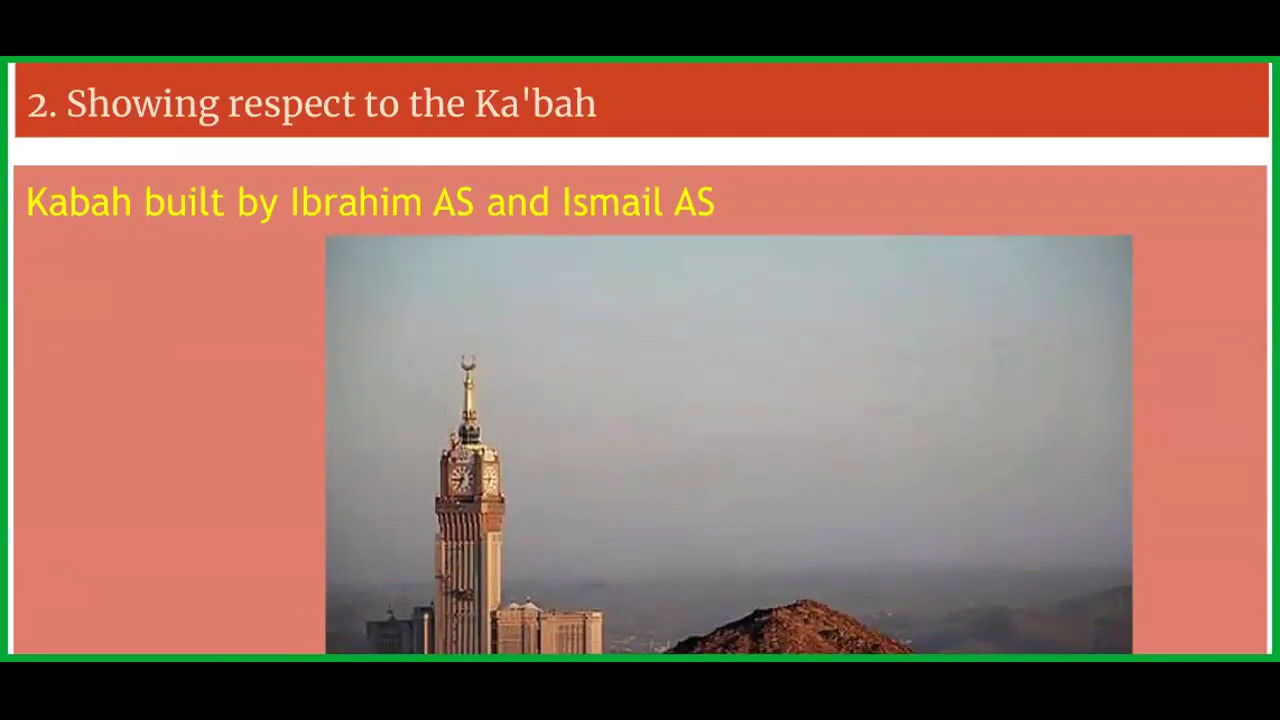 2. Showing respect to the Ka'bah
Kabah built by Ibrahim AS and Ismail AS